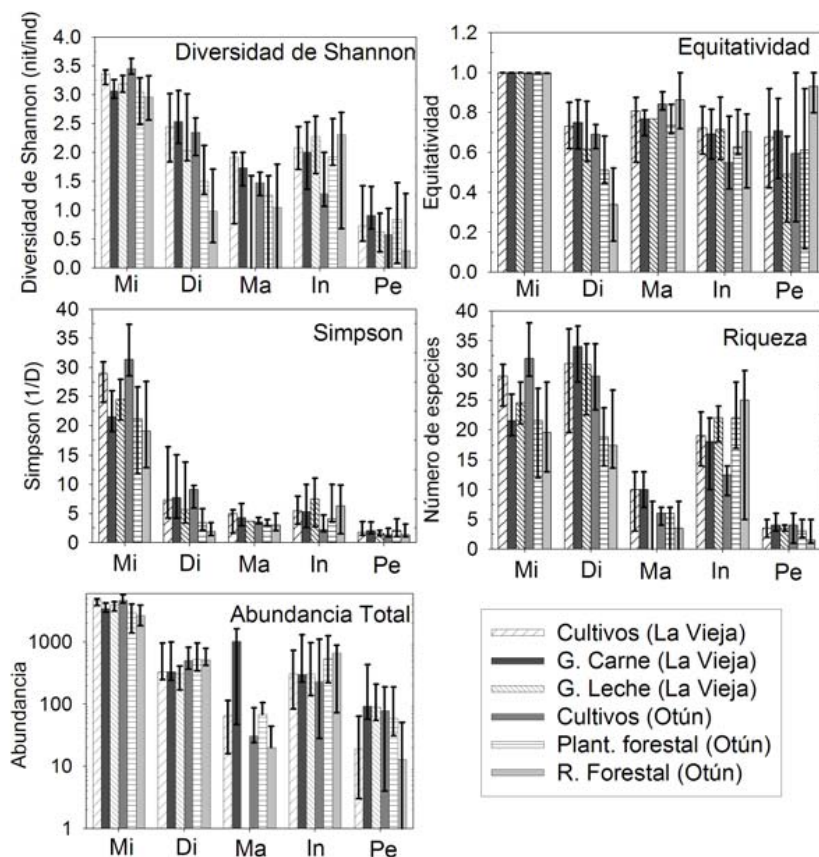 Diversidad de Shannon
Diversidad de Shannon (nit/ind)
4.0
3.5
3.0
2.5
2.0
1.5
1.0
0.5
0.0
Mi Di Ma In Pe
Equitatividad
Equitatividad
1.2
1.0
0.8
0.6
0.4
0.2
0.0
Mi Di Ma In Pe
Simpson
Simpson (1/D)
40
35
30
25
20
15
10
5
0
Mi Di Ma In Pe
Riqueza
Número de especies
40
35
30
25
20
15
10
5
0
Mi Di Ma In Pe
Abundancia Total
Abundancia
1000
100
10
1
Mi Di Ma In Pe
Cultivos (La Vieja)
G. Carne (La Vieja)
G. Leche (La Vieja)
Cultivos (Otún)
Plant. forestal (Otún)
R. Forestal (Otún)